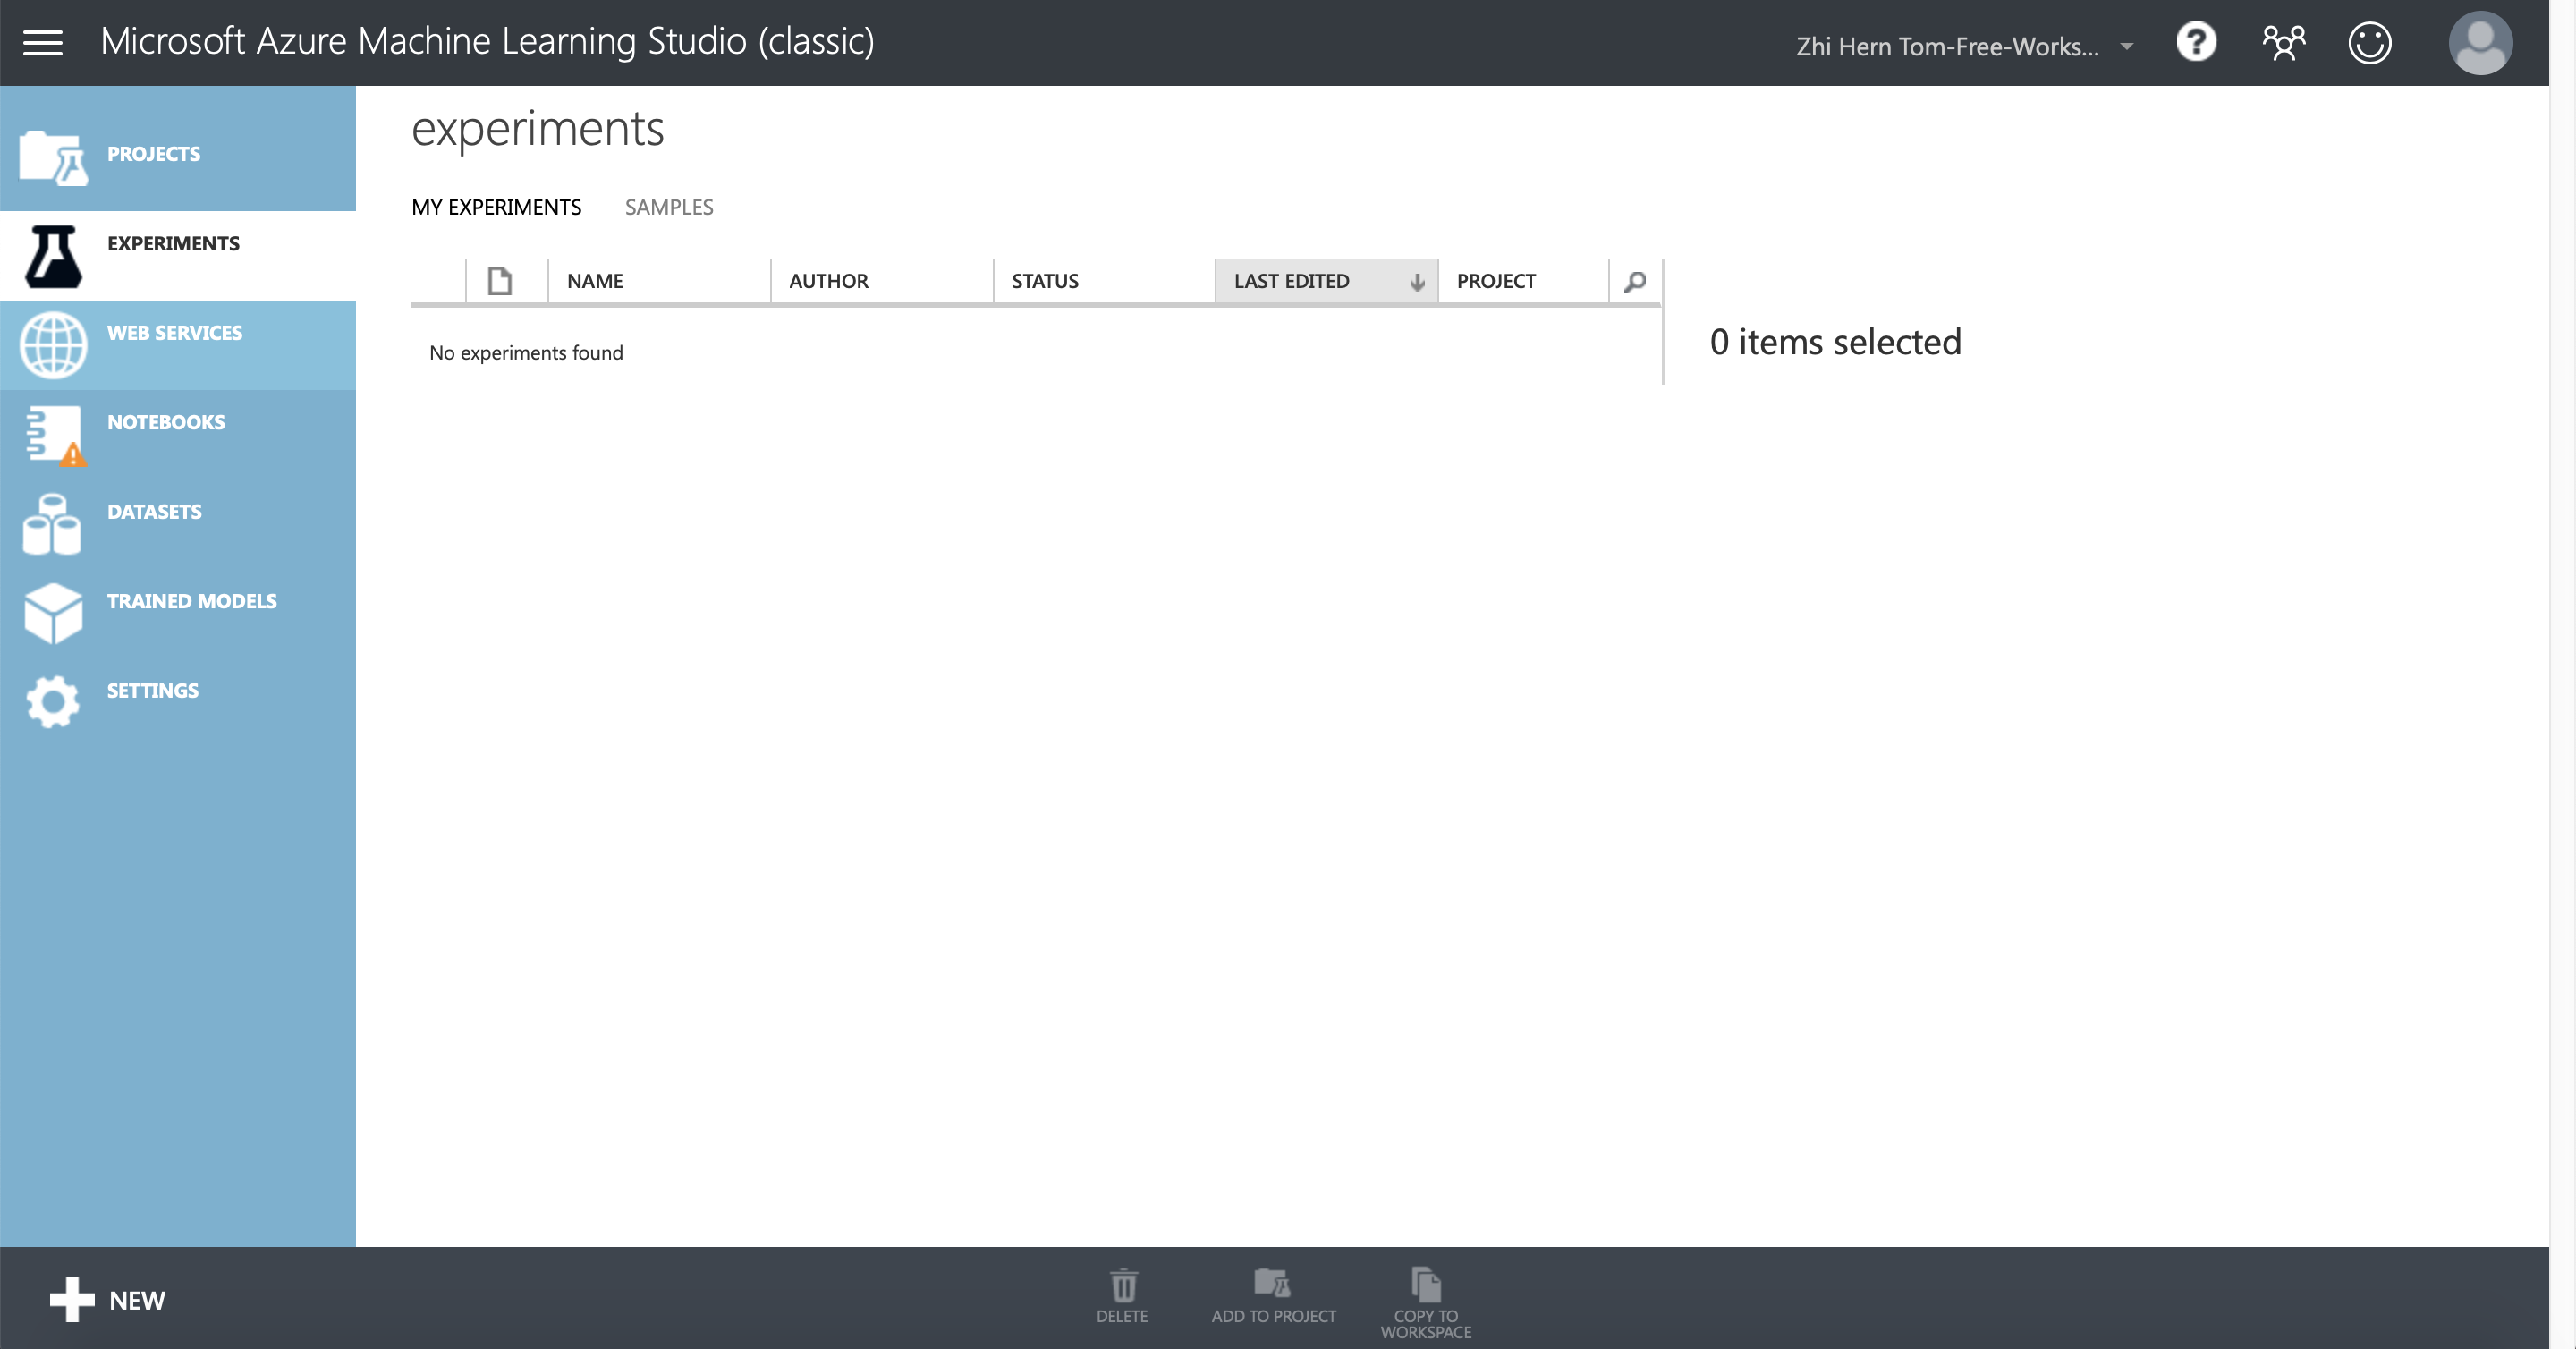 Microsoft Azure Machine Learning Studio (classic)
Zhi Hern Tom-Free-Works...
PROJECTS
EXPERIMENTS
WEB SERVICES
NOTEBOOKS
DATASETS
TRAINED MODELS
SETTINGS
experiments
MY EXPERIMENTS SAMPLES
NAME AUTHOR STATUS LAST EDITED PROJECT
No experiments found
0 items selected
NEW
DELETE
ADD TO PROJECT
COPY TO
WORKSPACE